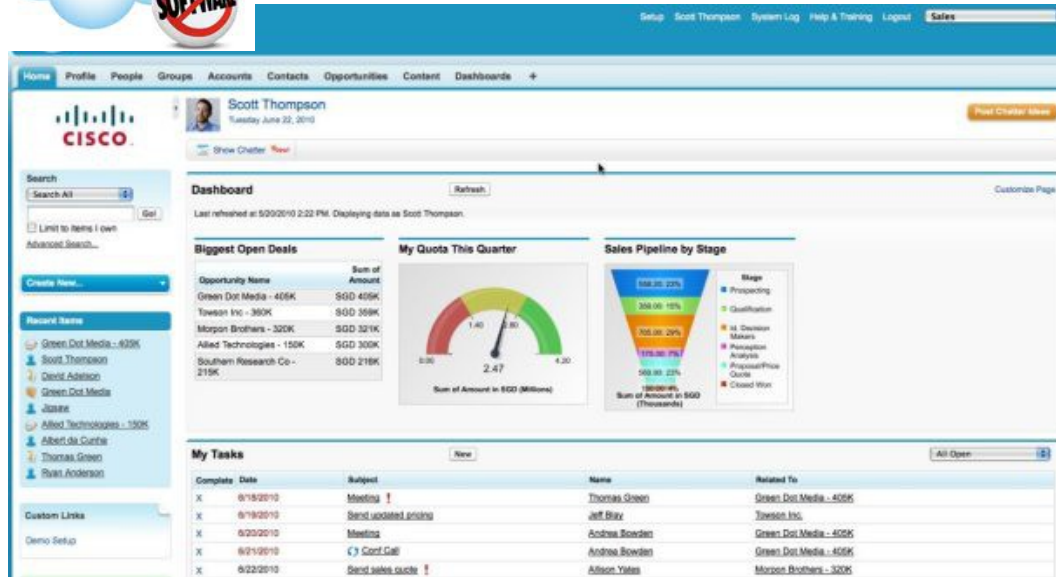 SOFTWARE
Setup Scott Thompson System Log Help & Training Logout Sales
Home Profile People Groups Accounts Contacts Opportunities Content Dashboards +
CISCO
Scott Thompson
Tuesday June 22, 2010
Post Chatter Ideas
Show Chatter New!
Search
Search All
Go!
Limit to items I own
Advanced Search...
Create New...
Recent Items
Green Dot Media - 405K
Scott Thompson
David Adelson
Green Dot Media
Jigsaw
Allied Technologies - 150K
Albert da Cunha
Thomas Green
Ryan Anderson
Custom Links
Demo Setup
Dashboard
Refresh
Customize Page
Last refreshed at 5/20/2010 2:22 PM. Displaying data as Scott Thompson.
Biggest Open Deals
Opportunity Name Sum of Amount
Green Dot Media - 405K SGD 405K
Towson Inc - 360K SGD 359K
Morpon Brothers - 320K SGD 321K
Allied Technologies - 150K SGD 300K
Southern Research Co - SGD 216K
215K
My Quota This Quarter
1.40 2.80
0.00 4.20
2.47
Sum of Amount in SGD (Millions)
Sales Pipeline by Stage
Stage
Prospecting
Qualification
Id. Decision
Makers
Perception
Analysis
Proposal/Price
Quote
Closed Won
Sum of Amount in SGD
(Thousands)
My Tasks
New
All Open
Complete Date Subject Name Related To
X 6/18/2010 Meeting ! Thomas Green Green Dot Media - 405K
X 6/19/2010 Send updated pricing Jeff Blay Towson Inc.
X 6/20/2010 Meeting Andrea Bowden Green Dot Media - 405K
X 6/21/2010 Conf Call Andrea Bowden Green Dot Media - 405K
X 6/22/2010 Send sales quote ! Allison Yates Morpon Brothers - 320K